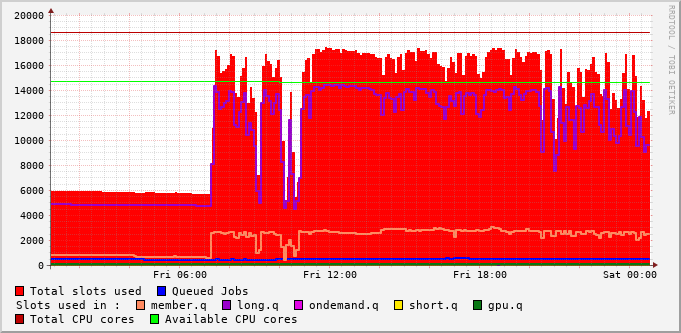 20000
18000
16000
14000
12000
10000
8000
6000
4000
2000
0
Fri 06:00 Fri 12:00 Fri 18:00 Sat 00:00
RRDTOOL / TOBI OETIKER
Total slots used Queued Jobs
Slots used in : member.q long.q ondemand.q short.q gpu.q
Total CPU cores Available CPU cores